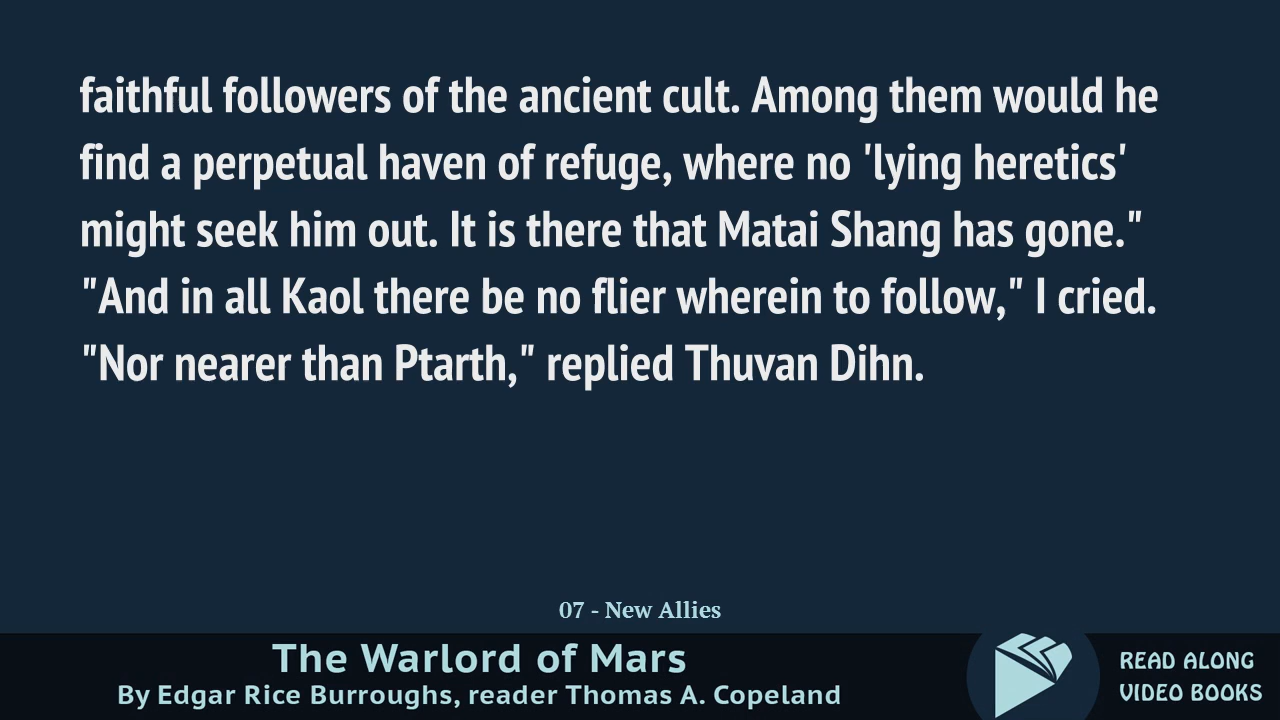 faithful followers of the ancient cult. Among them would he
find a perpetual haven of refuge, where no 'lying heretics'
might seek him out. It is there that Matai Shang has gone."
"And in all Kaol there be no flier wherein to follow," I cried.
"Nor nearer than Ptarth," replied Thuvan Dihn.
07 - New Allies
The Warlord of Mars
By Edgar Rice Burroughs, reader Thomas A. Copeland
READ ALONG
VIDEO BOOKS